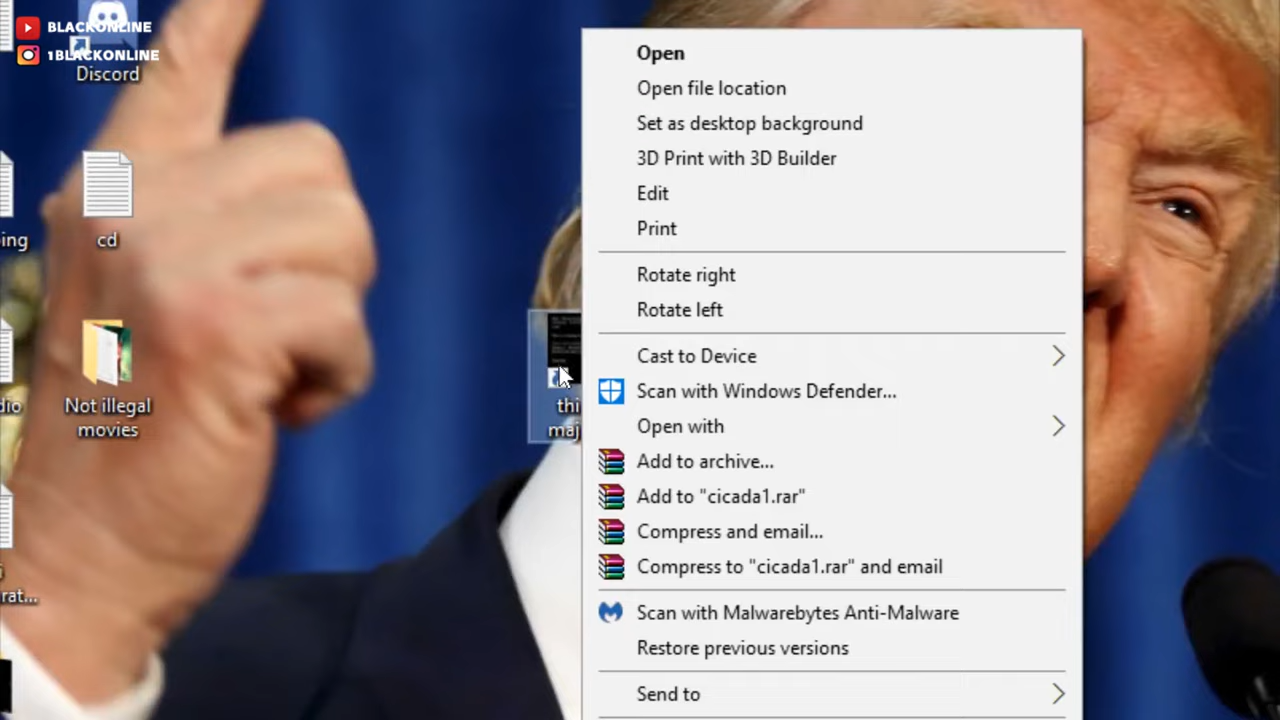 BLACKONLINE
1BLACKONLINE
Discord
cd
Not illegal
movies
Open
Open file location
Set as desktop background
3D Print with 3D Builder
Edit
Print
Rotate right
Rotate left
Cast to Device
Scan with Windows Defender...
Open with
Add to archive...
Add to "cicada1.rar"
Compress and email...
Compress to "cicada1.rar" and email
Scan with Malwarebytes Anti-Malware
Restore previous versions
Send to